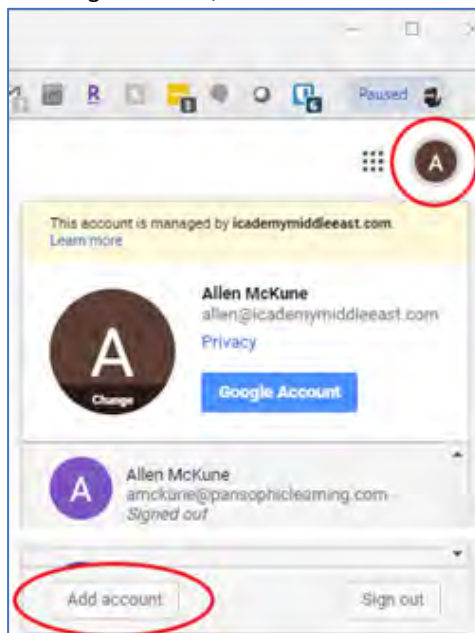 R
Paused
A
This account is managed by icademymiddleeast.com.
Learn more
Allen McKune
allen@icademymiddleeast.com
Privacy
A
Change
Google Account
A
Allen McKune
amckune@pansophiclearning.com
Signed out
Add account
Sign out